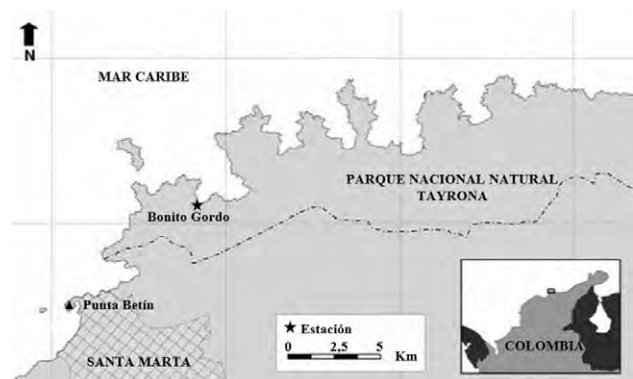 N
MAR CARIBE
PARQUE NACIONAL NATURAL
TAYRONA
Bonito Gordo
Punta Betín
SANTA MARTA
Estación
0 2,5 5
Km
COLOMBIA